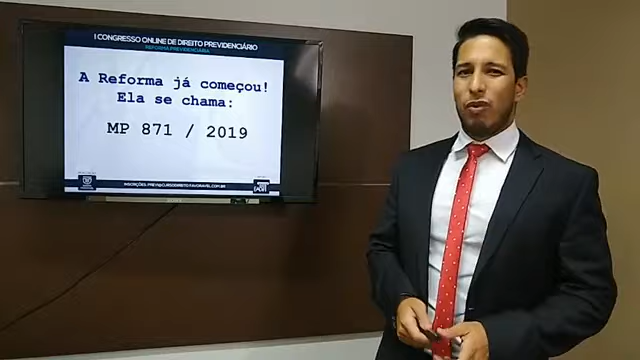 I CONGRESSO ONLINE DE DIREITO PREVIDENCIÁRIO
REFORMA PREVIDENCIÁRIA
A Reforma já começou!
Ela se chama:
MP 871 / 2019